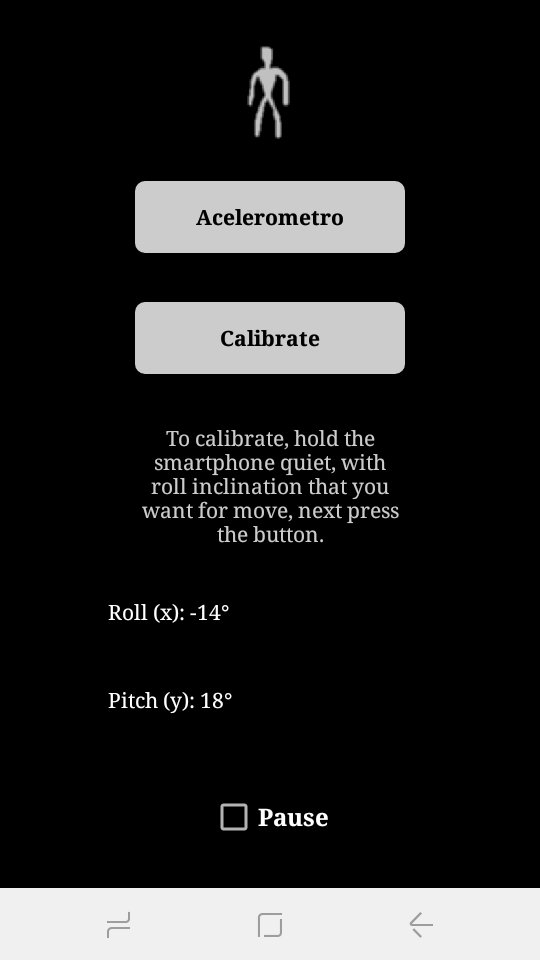 Acelerometro
Calibrate
To calibrate, hold the
smartphone quiet, with
roll inclination that you
want for move, next press
the button.
Roll (x): -14°
Pitch (y): 18°
Pause